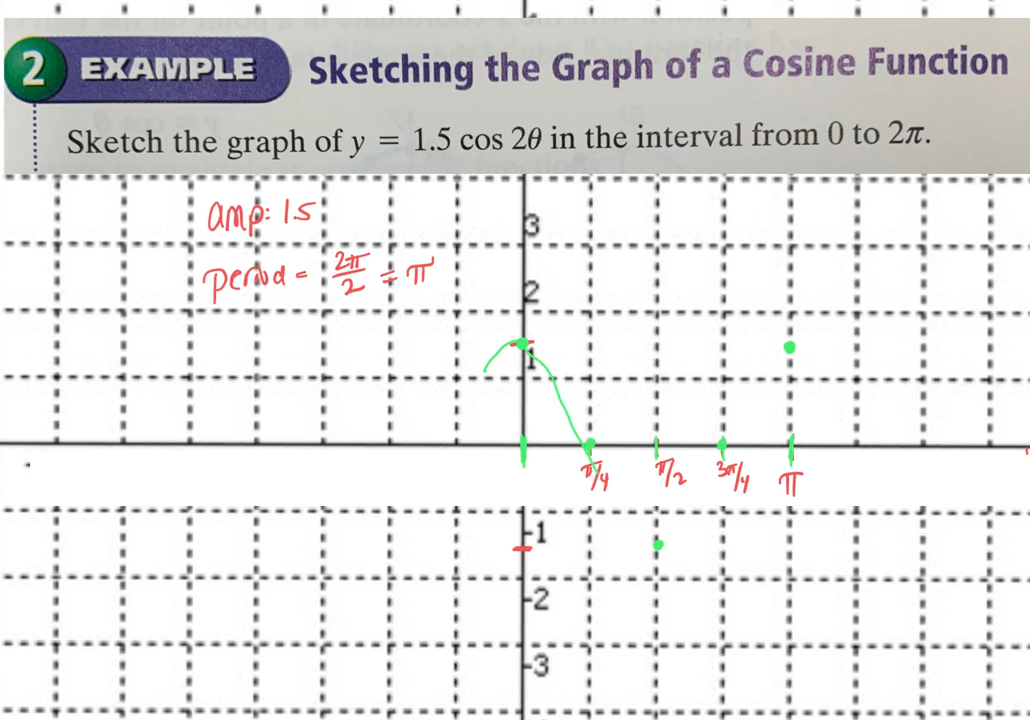 2 EXAMPLE Sketching the Graph of a Cosine Function
Sketch the graph of y = 1.5 cos 2θ in the interval from 0 to 2π.
amp: 1.5
period = 2π/2 = π
3
2
1
π/4 π/2 3π/4 π
-1
-2
-3